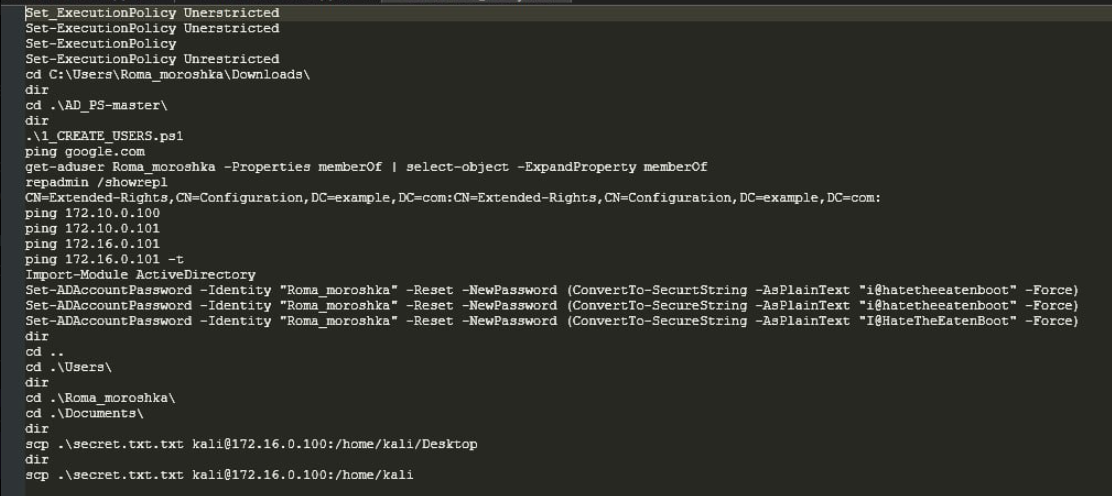 Set_ExecutionPolicy Unerstricted
Set-ExecutionPolicy Unerstricted
Set-ExecutionPolicy
Set-ExecutionPolicy Unrestricted
cd C:\Users\Roma_moroshka\Downloads\
dir
cd .\AD_PS-master\
dir
.\1_CREATE_USERS.ps1
ping google.com
get-aduser Roma_moroshka -Properties memberOf | select-object -ExpandProperty memberOf
repadmin /showrepl
CN=Extended-Rights,CN=Configuration,DC=example,DC=com:CN=Extended-Rights,CN=Configuration,DC=example,DC=com:
ping 172.10.0.100
ping 172.10.0.101
ping 172.16.0.101
ping 172.16.0.101 -t
Import-Module ActiveDirectory
Set-ADAccountPassword -Identity "Roma_moroshka" -Reset -NewPassword (ConvertTo-SecurtString -AsPlainText "i@hatetheeatenboot" -Force)
Set-ADAccountPassword -Identity "Roma_moroshka" -Reset -NewPassword (ConvertTo-SecureString -AsPlainText "i@hatetheeatenboot" -Force)
Set-ADAccountPassword -Identity "Roma_moroshka" -Reset -NewPassword (ConvertTo-SecureString -AsPlainText "I@HateTheEatenBoot" -Force)
dir
cd ..
cd .\Users\
dir
cd .\Roma_moroshka\
cd .\Documents\
dir
scp .\secret.txt.txt kali@172.16.0.100:/home/kali/Desktop
dir
scp .\secret.txt.txt kali@172.16.0.100:/home/kali